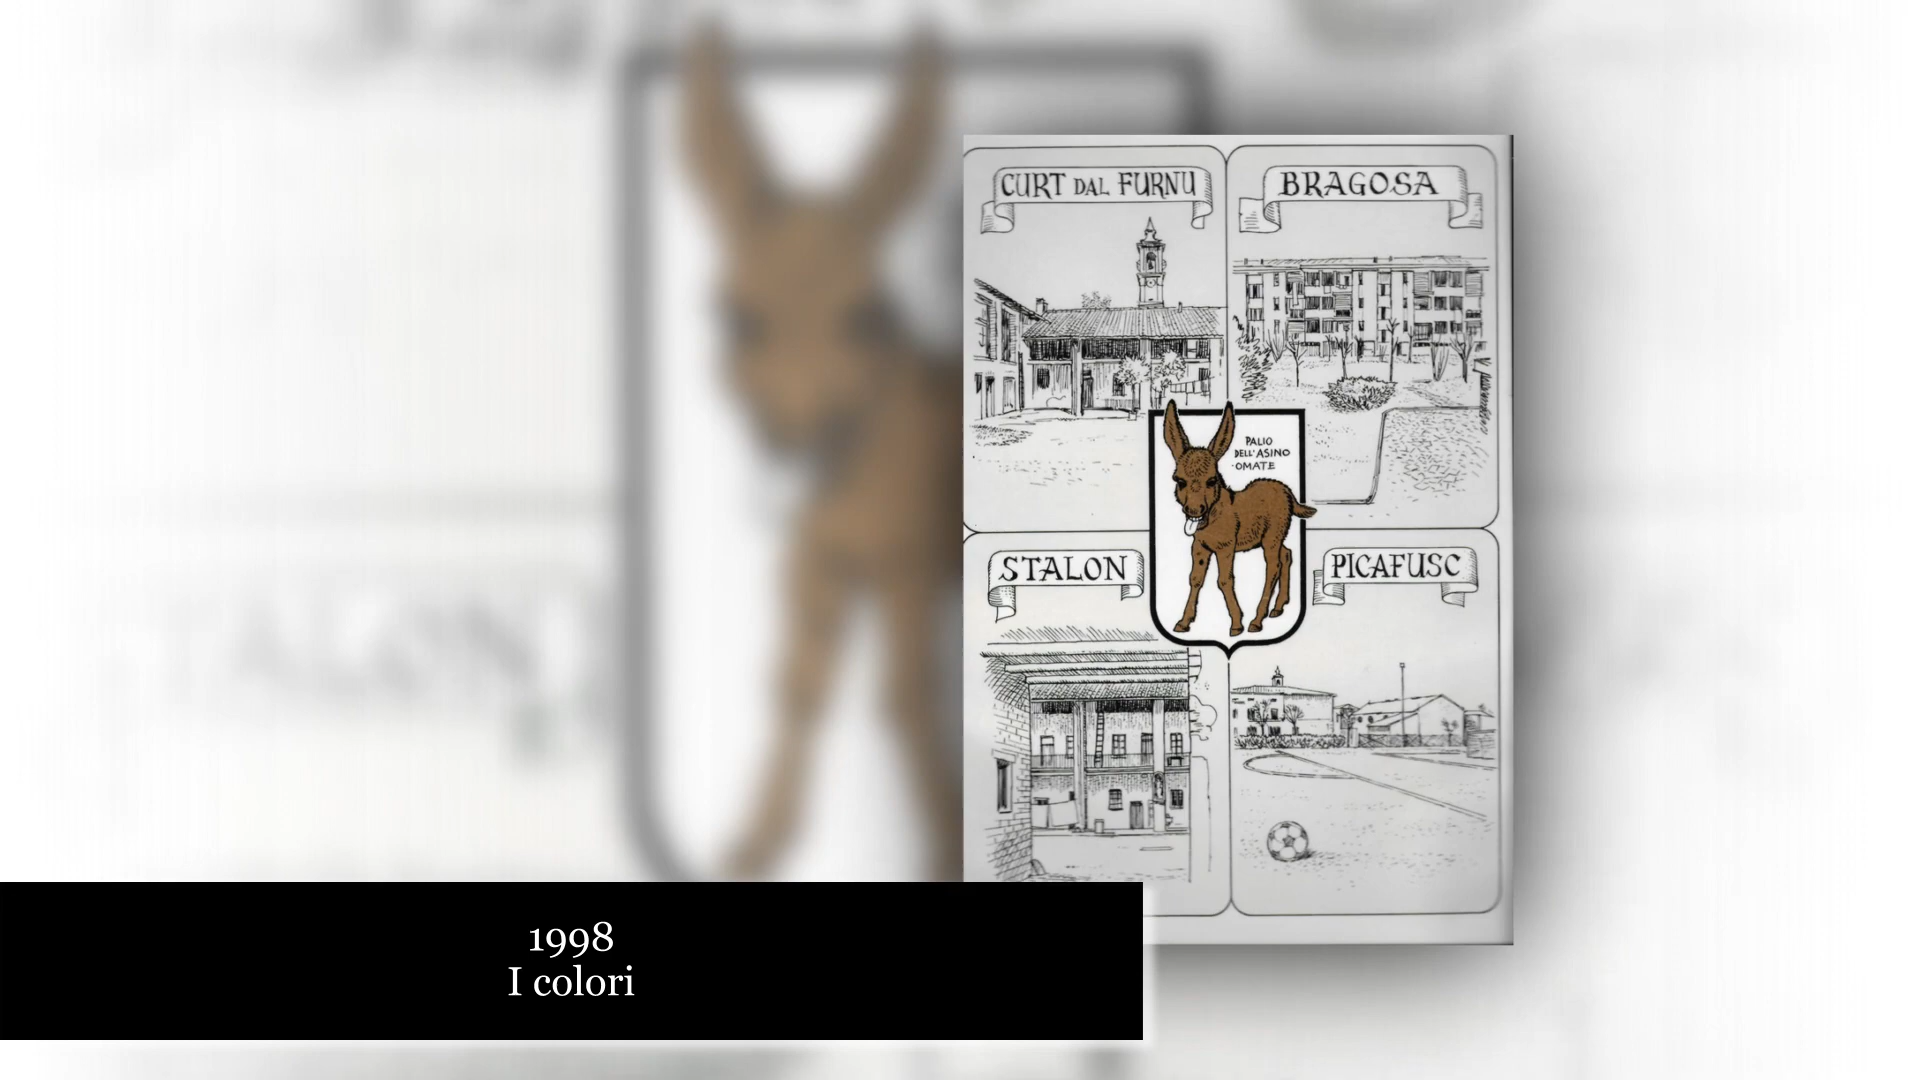 CURT DAL FURNU
BRAGOSA
PALIO
DELL'ASINO
·OMATE
STALON
PICAFUSC
1998
I colori